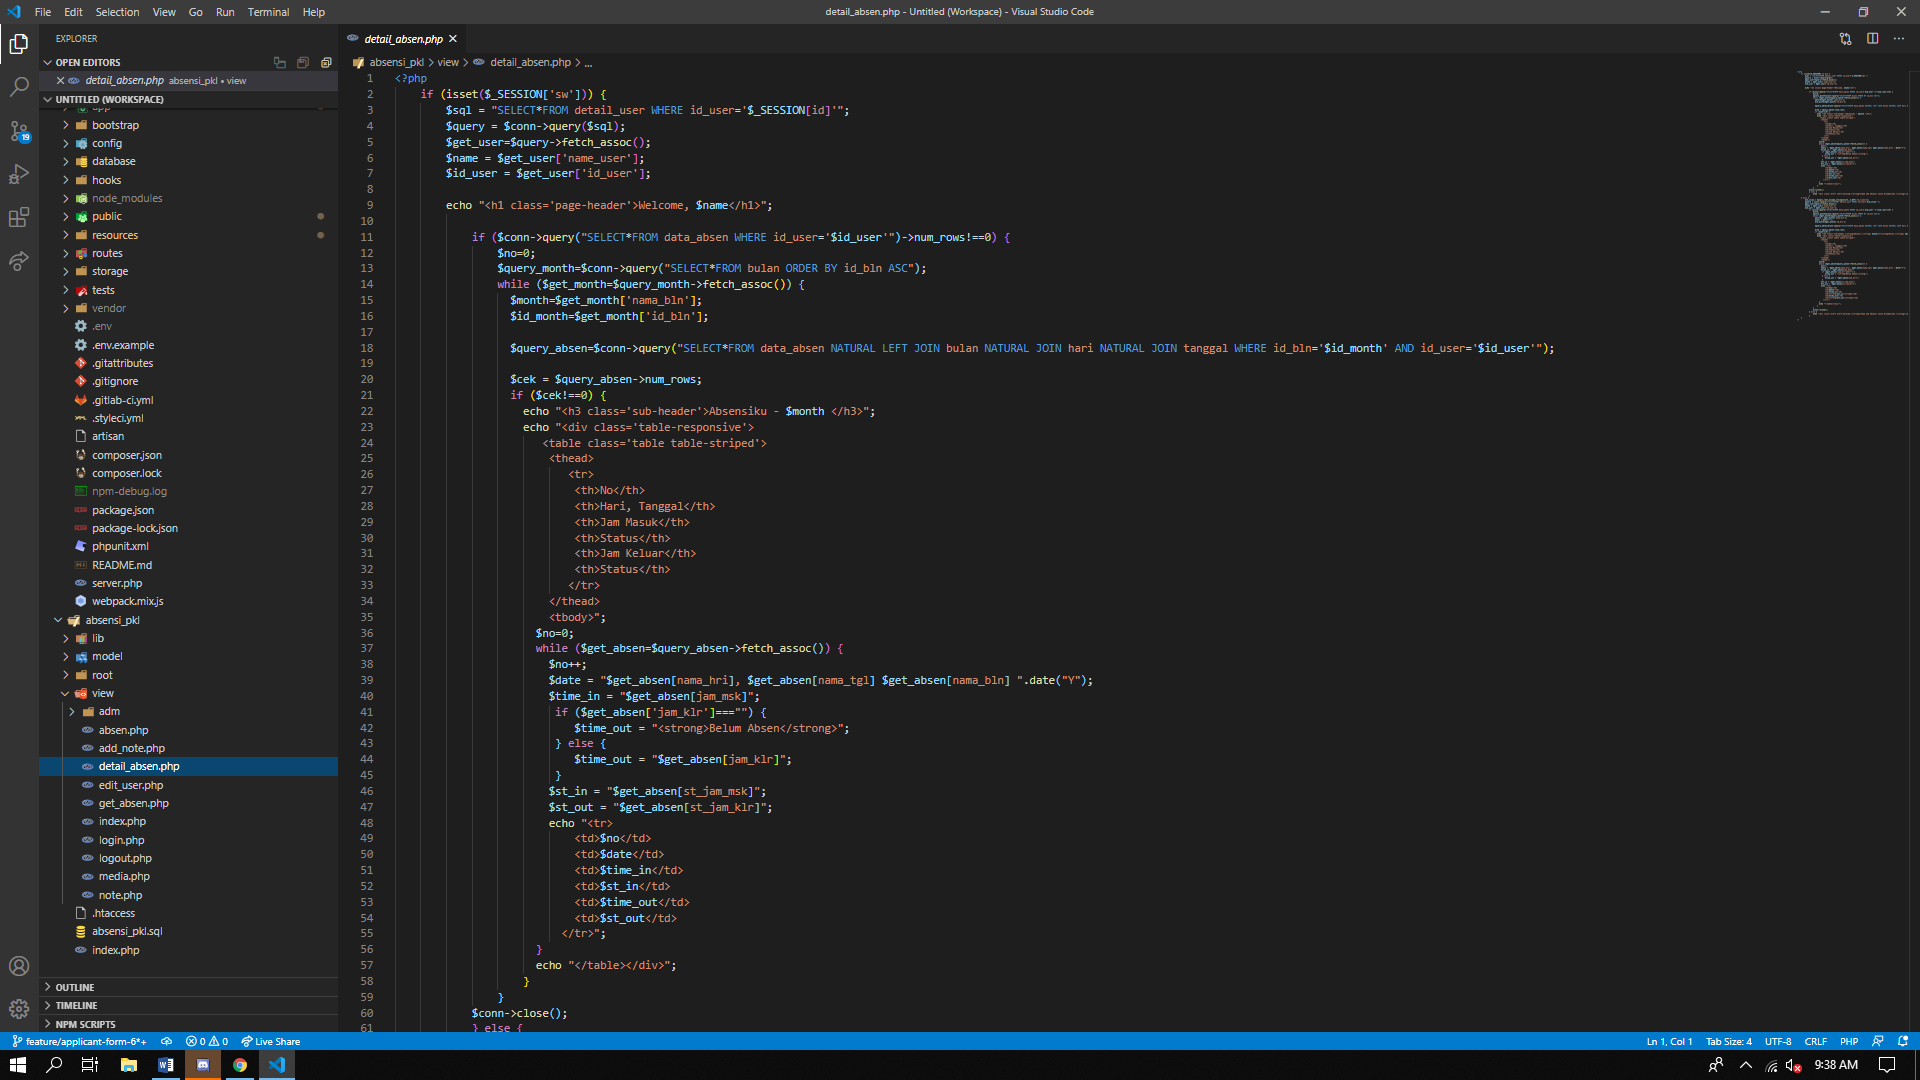 File Edit Selection View Go Run Terminal Help
detail_absen.php - Untitled (Workspace) - Visual Studio Code
EXPLORER
OPEN EDITORS
detail_absen.php absensi_pkl • view
UNTITLED (WORKSPACE)
bootstrap
config
database
hooks
node_modules
public
resources
routes
storage
tests
vendor
.env
.env.example
.gitattributes
.gitignore
.gitlab-ci.yml
.styleci.yml
artisan
composer.json
composer.lock
npm-debug.log
package.json
package-lock.json
phpunit.xml
README.md
server.php
webpack.mix.js
absensi_pkl
lib
model
root
view
adm
absen.php
add_note.php
detail_absen.php
edit_user.php
get_absen.php
index.php
login.php
logout.php
media.php
note.php
.htaccess
absensi_pkl.sql
index.php
OUTLINE
TIMELINE
NPM SCRIPTS
19
detail_absen.php
absensi_pkl > view > detail_absen.php > ...
1 <?php
2 if (isset($_SESSION['sw'])) {
3 $sql = "SELECT*FROM detail_user WHERE id_user='$_SESSION[id]'";
4 $query = $conn->query($sql);
5 $get_user=$query->fetch_assoc();
6 $name = $get_user['name_user'];
7 $id_user = $get_user['id_user'];
8
9 echo "<h1 class='page-header'>Welcome, $name</h1>";
10
11 if ($conn->query("SELECT*FROM data_absen WHERE id_user='$id_user'")->num_rows!==0) {
12 $no=0;
13 $query_month=$conn->query("SELECT*FROM bulan ORDER BY id_bln ASC");
14 while ($get_month=$query_month->fetch_assoc()) {
15 $month=$get_month['nama_bln'];
16 $id_month=$get_month['id_bln'];
17
18 $query_absen=$conn->query("SELECT*FROM data_absen NATURAL LEFT JOIN bulan NATURAL JOIN hari NATURAL JOIN tanggal WHERE id_bln='$id_month' AND id_user='$id_user'");
19
20 $cek = $query_absen->num_rows;
21 if ($cek!==0) {
22 echo "<h3 class='sub-header'>Absensiku - $month </h3>";
23 echo "<div class='table-responsive'>
24 <table class='table table-striped'>
25 <thead>
26 <tr>
27 <th>No</th>
28 <th>Hari, Tanggal</th>
29 <th>Jam Masuk</th>
30 <th>Status</th>
31 <th>Jam Keluar</th>
32 <th>Status</th>
33 </tr>
34 </thead>
35 <tbody>";
36 $no=0;
37 while ($get_absen=$query_absen->fetch_assoc()) {
38 $no++;
39 $date = "$get_absen[nama_hri], $get_absen[nama_tgl] $get_absen[nama_bln] ".date("Y");
40 $time_in = "$get_absen[jam_msk]";
41 if ($get_absen['jam_klr']==="") {
42 $time_out = "<strong>Belum Absen</strong>";
43 } else {
44 $time_out = "$get_absen[jam_klr]";
45 }
46 $st_in = "$get_absen[st_jam_msk]";
47 $st_out = "$get_absen[st_jam_klr]";
48 echo "<tr>
49 <td>$no</td>
50 <td>$date</td>
51 <td>$time_in</td>
52 <td>$st_in</td>
53 <td>$time_out</td>
54 <td>$st_out</td>
55 </tr>";
56 }
57 echo "</table></div>";
58 }
59 }
60 $conn->close();
61 } else {
feature/applicant-form-6*+ 0 0 Live Share
Ln 1, Col 1 Tab Size: 4 UTF-8 CRLF PHP
9:38 AM